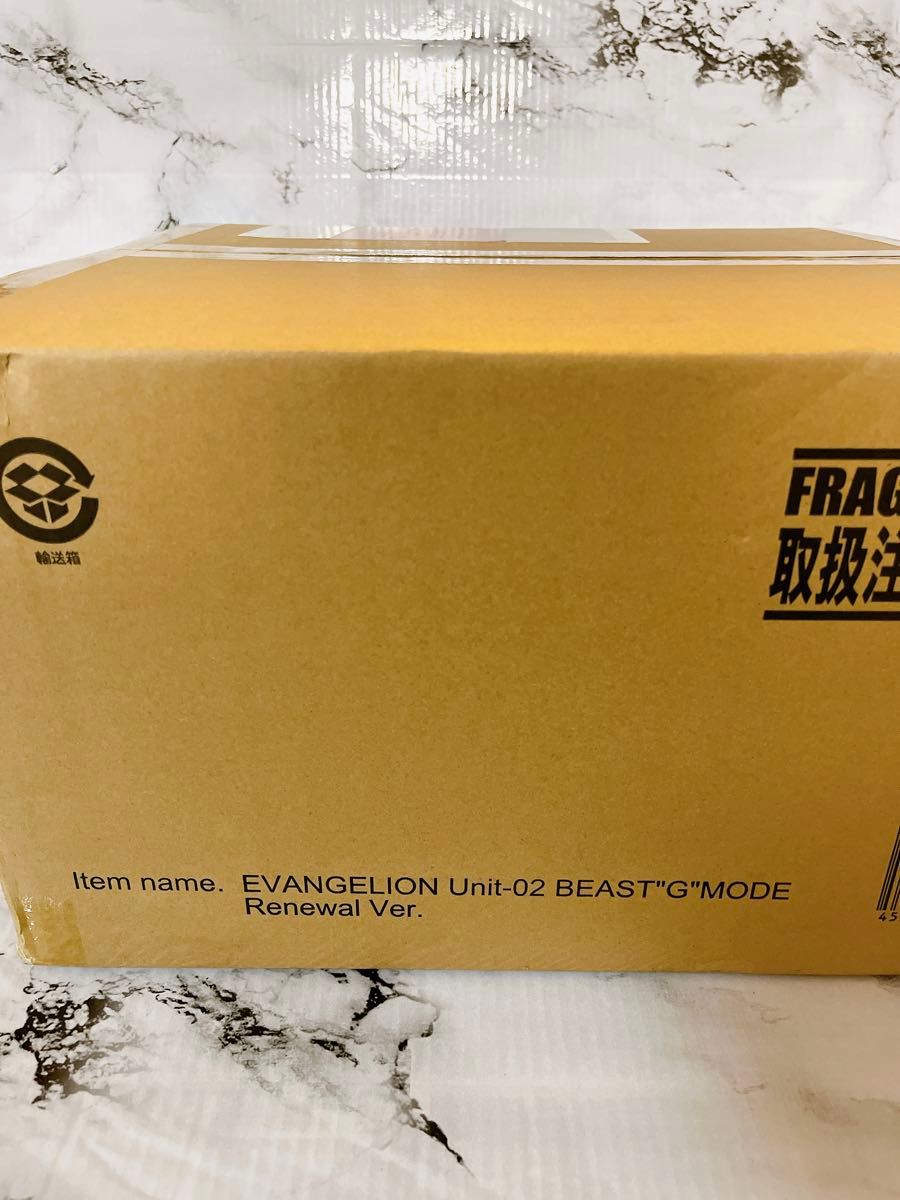 輸送箱
FRAG
取扱注
Item name. EVANGELION Unit-02 BEAST"G"MODE
Renewal Ver.
45